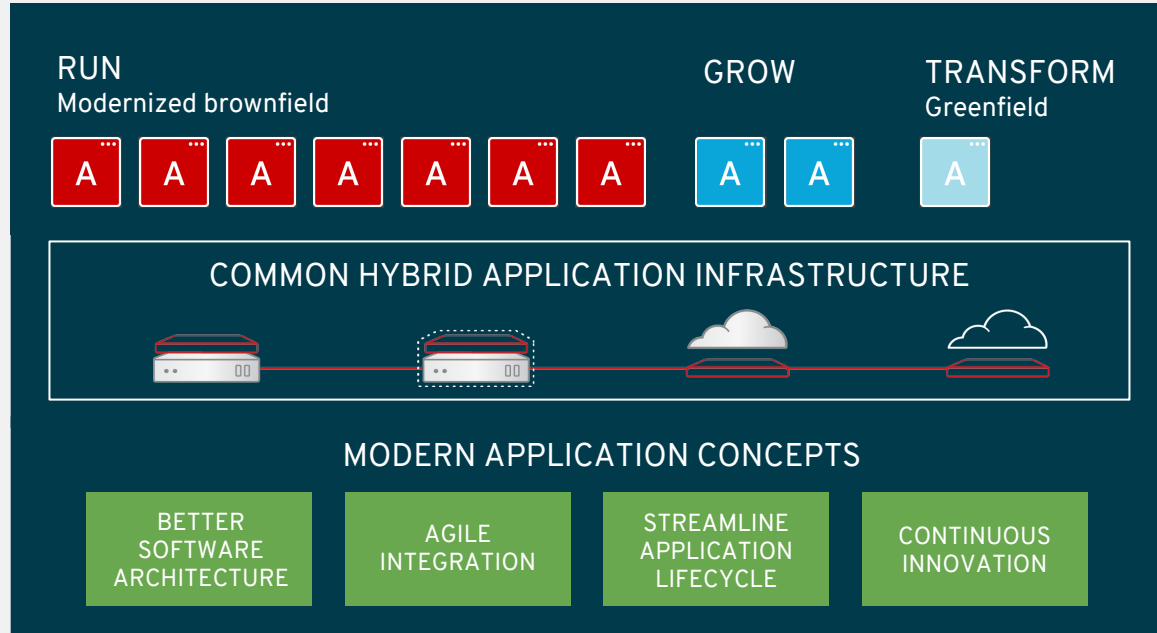 RUN
Modernized brownfield
GROW
TRANSFORM
Greenfield
A A A A A A A A A A
COMMON HYBRID APPLICATION INFRASTRUCTURE
MODERN APPLICATION CONCEPTS
BETTER
SOFTWARE
ARCHITECTURE
AGILE
INTEGRATION
STREAMLINE
APPLICATION
LIFECYCLE
CONTINUOUS
INNOVATION